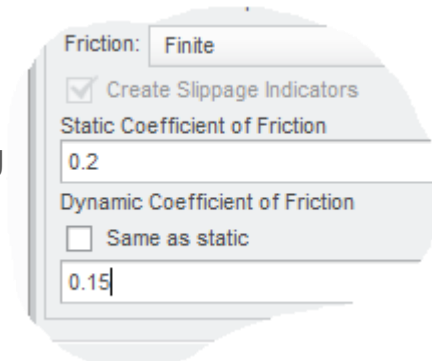 Friction: Finite
Create Slippage Indicators
Static Coefficient of Friction
0.2
Dynamic Coefficient of Friction
Same as static
0.15